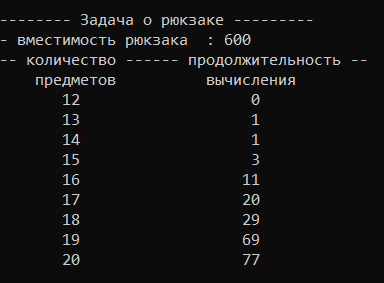 -------- Задача о рюкзаке ---------
- вместимость рюкзака  : 600
-- количество ------ продолжительность --
    предметов          вычисления
       12                   0
       13                   1
       14                   1
       15                   3
       16                  11
       17                  20
       18                  29
       19                  69
       20                  77